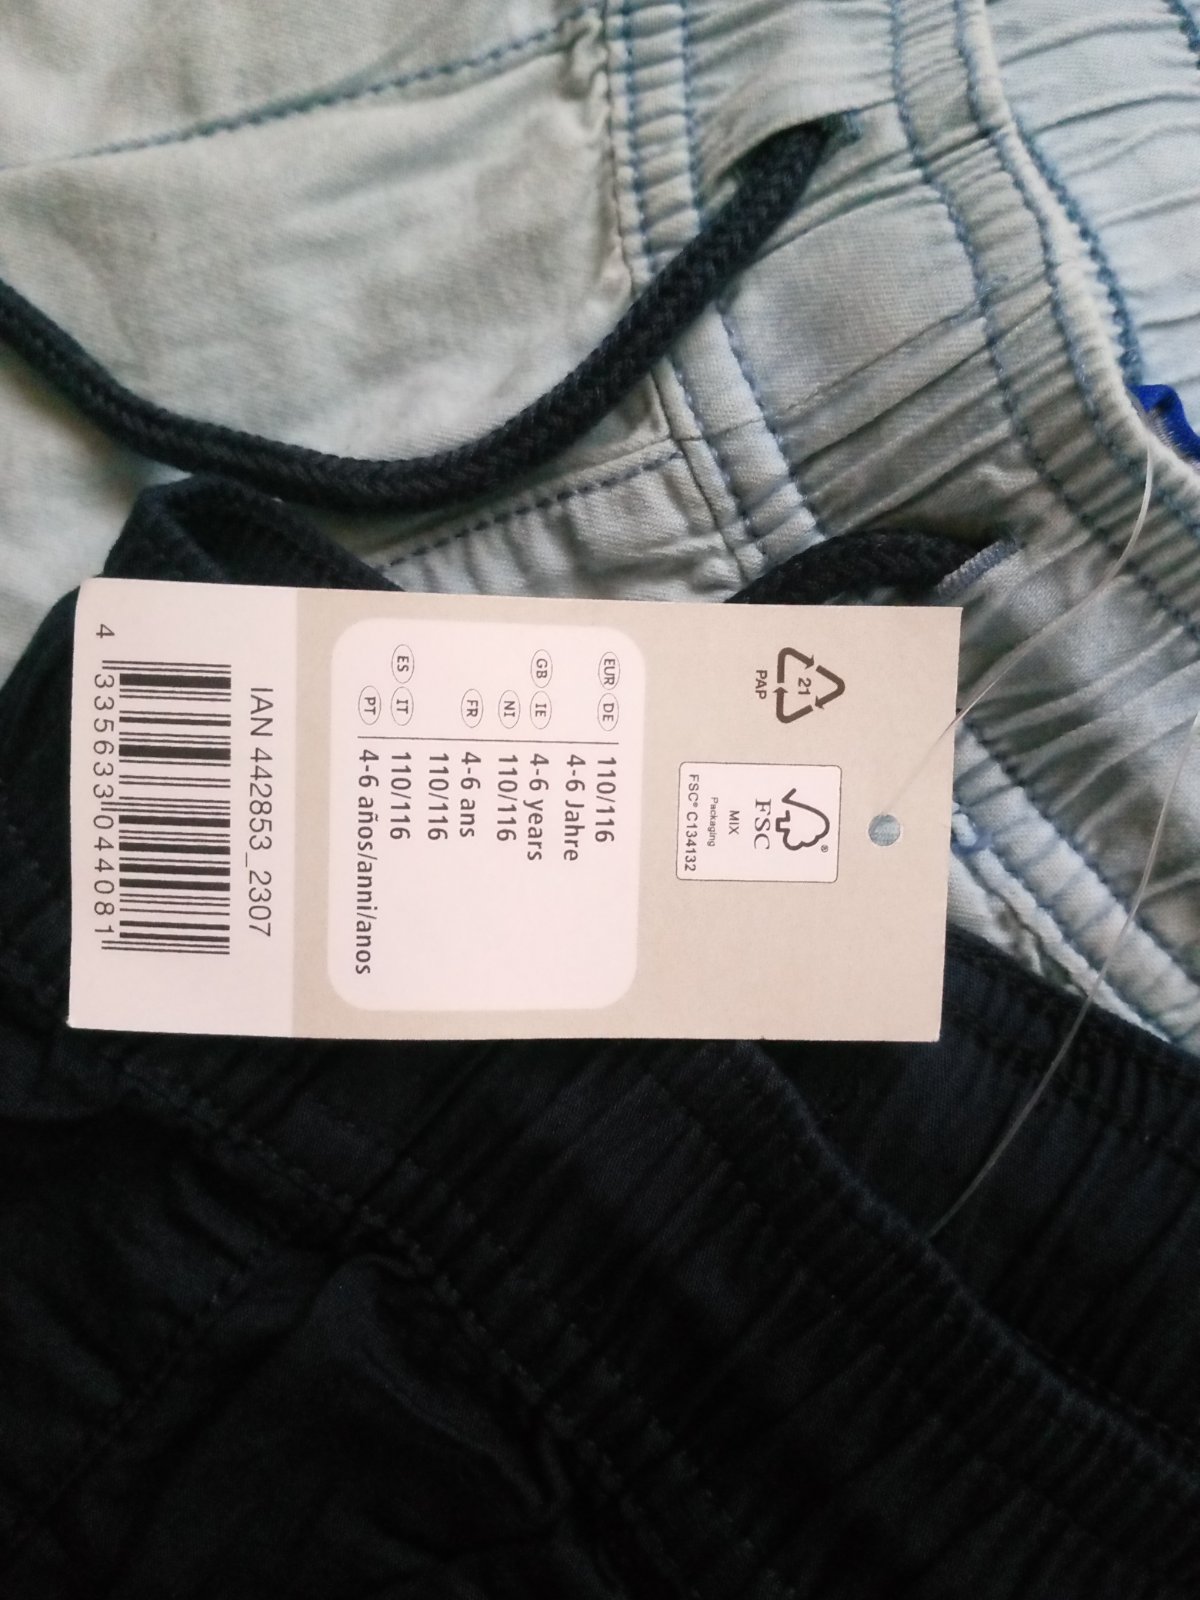 21
PAP
FSC®
MIX
Packaging
FSC® C134132
EUR DE 110/116
4-6 Jahre
GB IE 4-6 years
NI 110/116
FR 4-6 ans
110/116
ES IT 110/116
PT 4-6 años/anni/anos
IAN 442853_2307
4 335633 044081